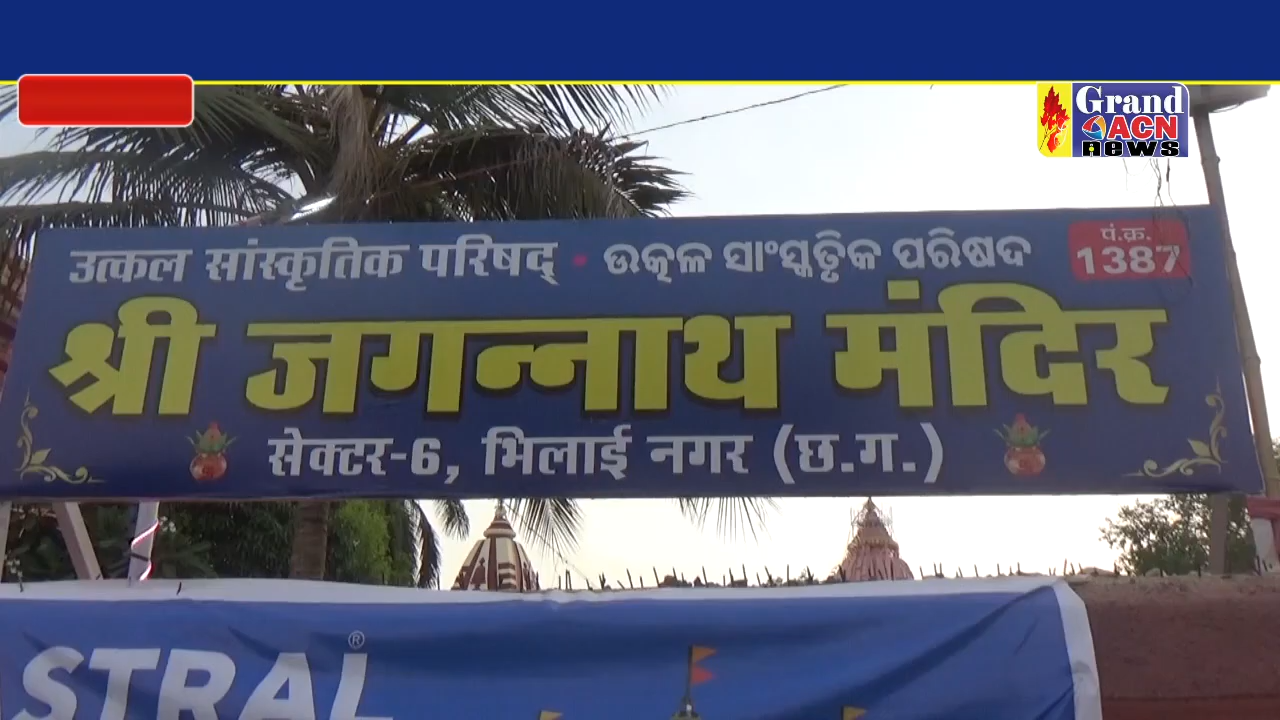 Grand
ACN
news
उत्कल सांस्कृतिक परिषद् • ଉତ୍କଳ ସାଂସ୍କୃତିକ ପରିଷଦ
पं.क्र.
1387
श्री जगन्नाथ मंदिर
सेक्टर-6, भिलाई नगर (छ.ग.)
STRAL®